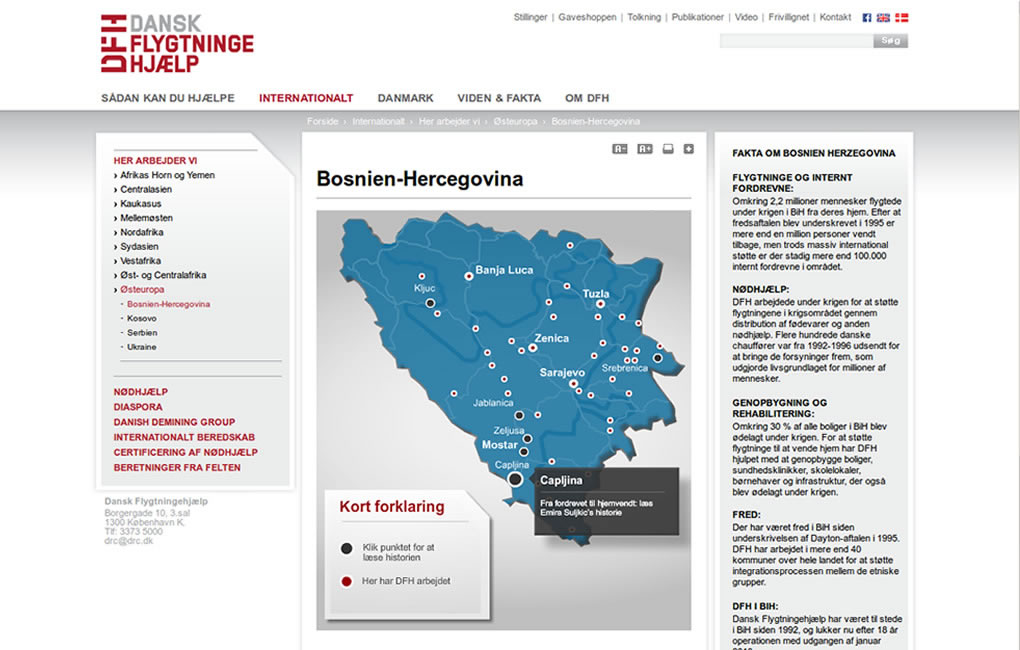 DFH DANSK
FLYGTNINGE
HJÆLP
Stillinger | Gaveshoppen | Tolkning | Publikationer | Video | Frivillignet | Kontakt
Søg
SÅDAN KAN DU HJÆLPE INTERNATIONALT DANMARK VIDEN & FAKTA OM DFH
Forside › Internationalt › Her arbejder vi › Østeuropa › Bosnien-Hercegovina
HER ARBEJDER VI
› Afrikas Horn og Yemen
› Centralasien
› Kaukasus
› Mellemøsten
› Nordafrika
› Sydasien
› Vestafrika
› Øst- og Centralafrika
› Østeuropa
- Bosnien-Hercegovina
- Kosovo
- Serbien
- Ukraine
NØDHJÆLP
DIASPORA
DANISH DEMINING GROUP
INTERNATIONALT BEREDSKAB
CERTIFICERING AF NØDHJÆLP
BERETNINGER FRA FELTEN
Dansk Flygtningehjælp
Borgergade 10, 3.sal
1300 København K,
Tlf: 3373 5000
drc@drc.dk
A- A+
Bosnien-Hercegovina
Banja Luca
Kljuc
Tuzla
Zenica
Sarajevo
Srebrenica
Jablanica
Zeljusa
Mostar
Capljina
Capljina
Fra fordrevet til hjemvendt: læs
Emira Suljkic's historie
Kort forklaring
Klik punktet for at
læse historien
Her har DFH arbejdet
FAKTA OM BOSNIEN HERZEGOVINA
FLYGTNINGE OG INTERNT
FORDREVNE:
Omkring 2,2 millioner mennesker flygtede
under krigen i BiH fra deres hjem. Efter at
fredsaftalen blev underskrevet i 1995 er
mere end en million personer vendt
tilbage, men trods massiv international
støtte er der stadig mere end 100.000
internt fordrevne i området.
NØDHJÆLP:
DFH arbejdede under krigen for at støtte
flygtningene i krigsområdet gennem
distribution af fødevarer og anden
nødhjælp. Flere hundrede danske
chauffører var fra 1992-1996 udsendt for
at bringe de forsyninger frem, som
udgjorde livsgrundlaget for millioner af
mennesker.
GENOPBYGNING OG
REHABILITERING:
Omkring 30 % af alle boliger i BiH blev
ødelagt under krigen. For at støtte
flygtninge til at vende hjem har DFH
hjulpet med at genopbygge boliger,
sundhedsklinikker, skolelokaler,
børnehaver og infrastruktur, der også
blev ødelagt under krigen.
FRED:
Der har været fred i BiH siden
underskrivelsen af Dayton-aftalen i 1995.
DFH har arbejdet i mere end 40
kommuner over hele landet for at støtte
integrationsprocessen mellem de etniske
grupper.
DFH I BIH:
Dansk Flygtningehjælp har været til stede
i BiH siden 1992, og lukker nu efter 18 år
operationen med udgangen af januar